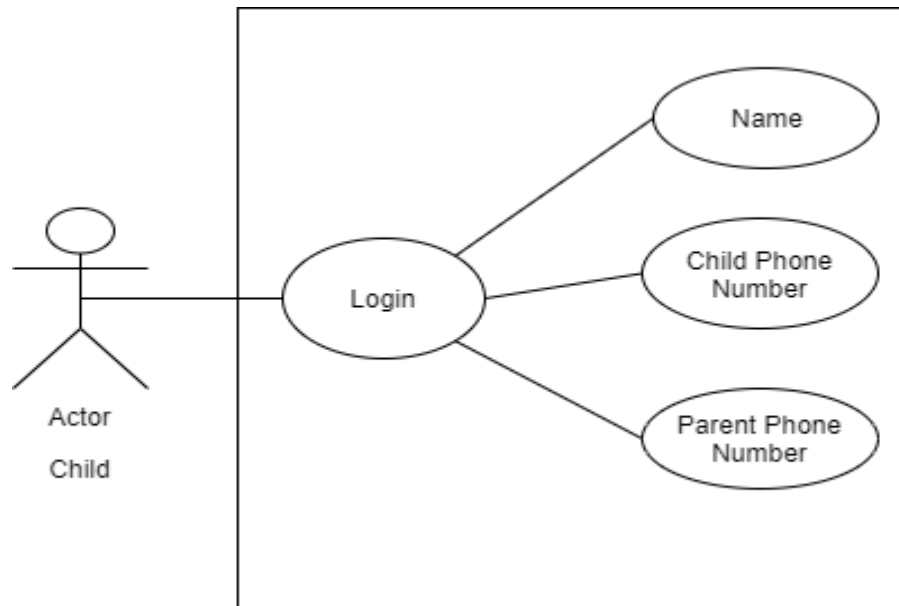 Name
Child Phone
Number
Login
Parent Phone
Number
Actor
Child